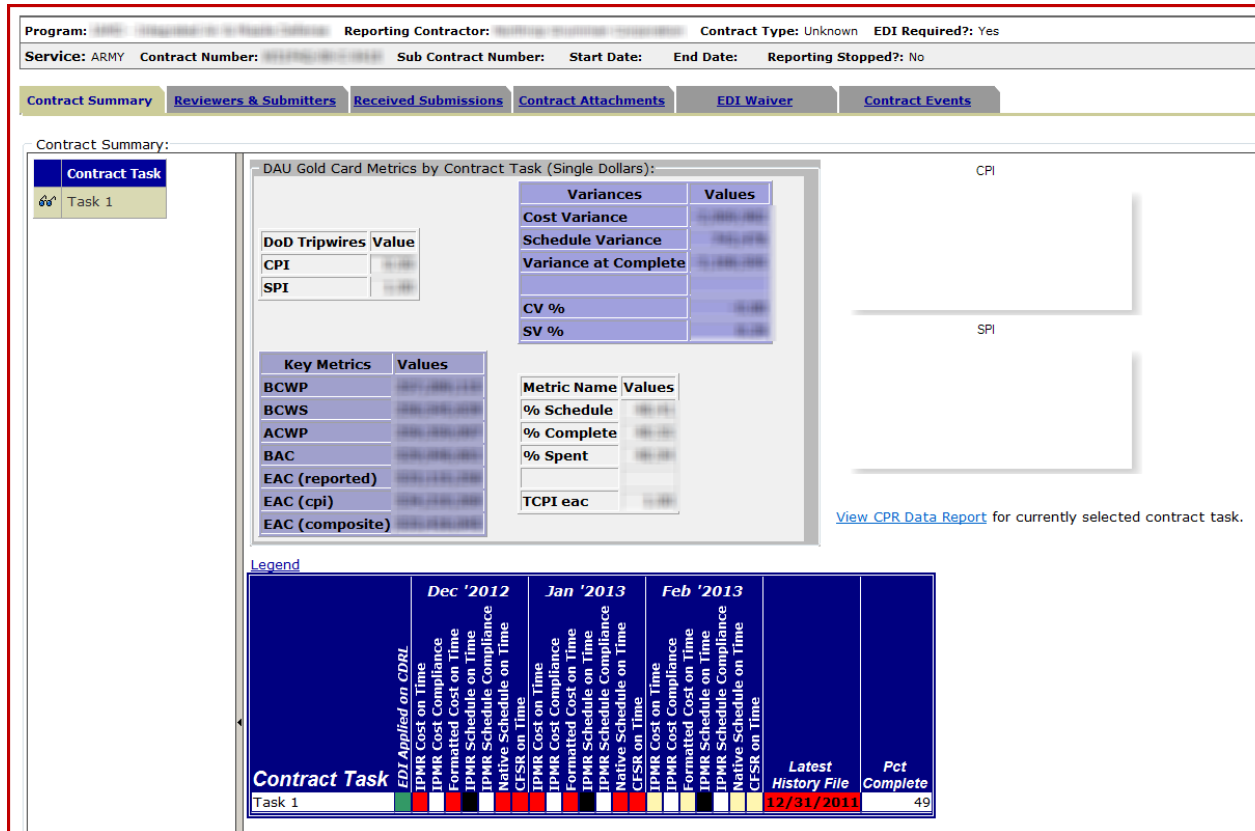 Program: Reporting Contractor: Contract Type: Unknown EDI Required?: Yes
Service: ARMY Contract Number: Sub Contract Number: Start Date: End Date: Reporting Stopped?: No
Contract Summary Reviewers & Submitters Received Submissions Contract Attachments EDI Waiver Contract Events
Contract Summary:
Contract Task
Task 1
DAU Gold Card Metrics by Contract Task (Single Dollars):
DoD Tripwires Value
CPI
SPI
Variances Values
Cost Variance
Schedule Variance
Variance at Complete
CV %
SV %
Key Metrics Values
BCWP
BCWS
ACWP
BAC
EAC (reported)
EAC (cpi)
EAC (composite)
Metric Name Values
% Schedule
% Complete
% Spent
TCPI eac
CPI
SPI
View CPR Data Report for currently selected contract task.
Legend
Dec '2012 Jan '2013 Feb '2013
Contract Task
EDI Applied on CDRL
IPMR Cost on Time
IPMR Cost Compliance
Formatted Cost on Time
IPMR Schedule on Time
IPMR Schedule Compliance
Native Schedule on Time
CFSR on Time
IPMR Cost on Time
IPMR Cost Compliance
Formatted Cost on Time
IPMR Schedule on Time
IPMR Schedule Compliance
Native Schedule on Time
CFSR on Time
IPMR Cost on Time
IPMR Cost Compliance
Formatted Cost on Time
IPMR Schedule on Time
IPMR Schedule Compliance
Native Schedule on Time
CFSR on Time
Latest History File
Pct Complete
Task 1 12/31/2011 49